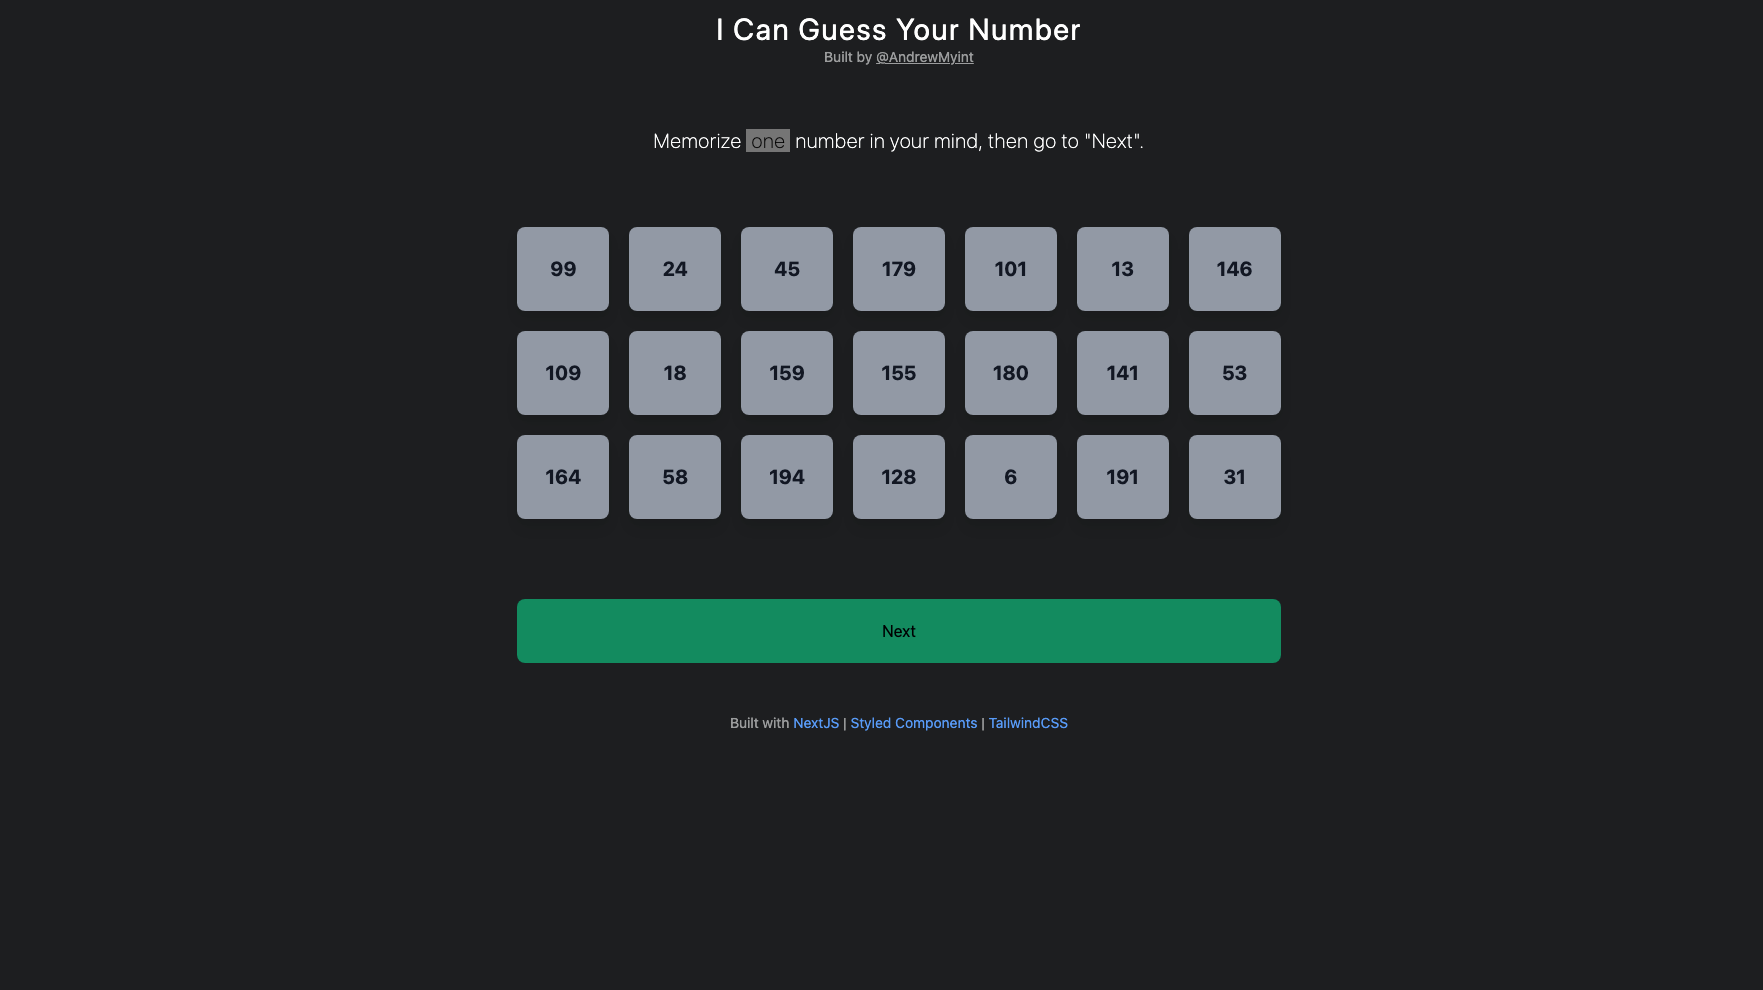 I Can Guess Your Number
Built by @AndrewMyint
Memorize one number in your mind, then go to "Next".
99 24 45 179 101 13 146
109 18 159 155 180 141 53
164 58 194 128 6 191 31
Next
Built with NextJS | Styled Components | TailwindCSS